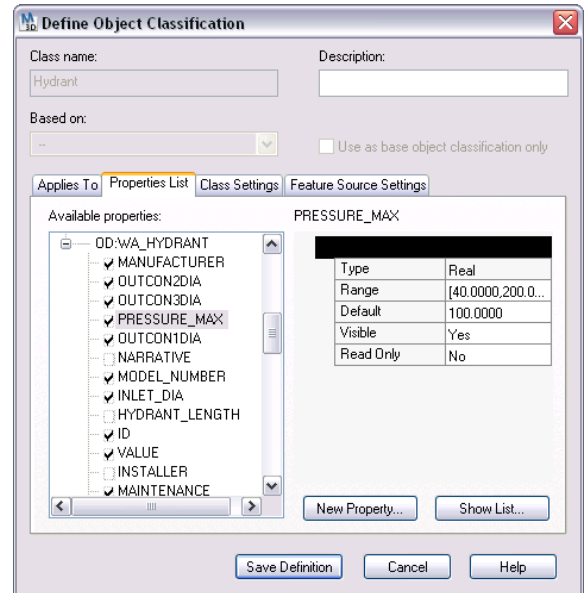 M 3D Define Object Classification
Class name:
Description:
Hydrant
Based on:
--
Use as base object classification only
Applies To Properties List Class Settings Feature Source Settings
Available properties:
PRESSURE_MAX
OD:WA_HYDRANT
MANUFACTURER
OUTCON2DIA
OUTCON3DIA
PRESSURE_MAX
OUTCON1DIA
NARRATIVE
MODEL_NUMBER
INLET_DIA
HYDRANT_LENGTH
ID
VALUE
INSTALLER
MAINTENANCE
Type Real
Range [40.0000,200.0...
Default 100.0000
Visible Yes
Read Only No
New Property... Show List...
Save Definition Cancel Help